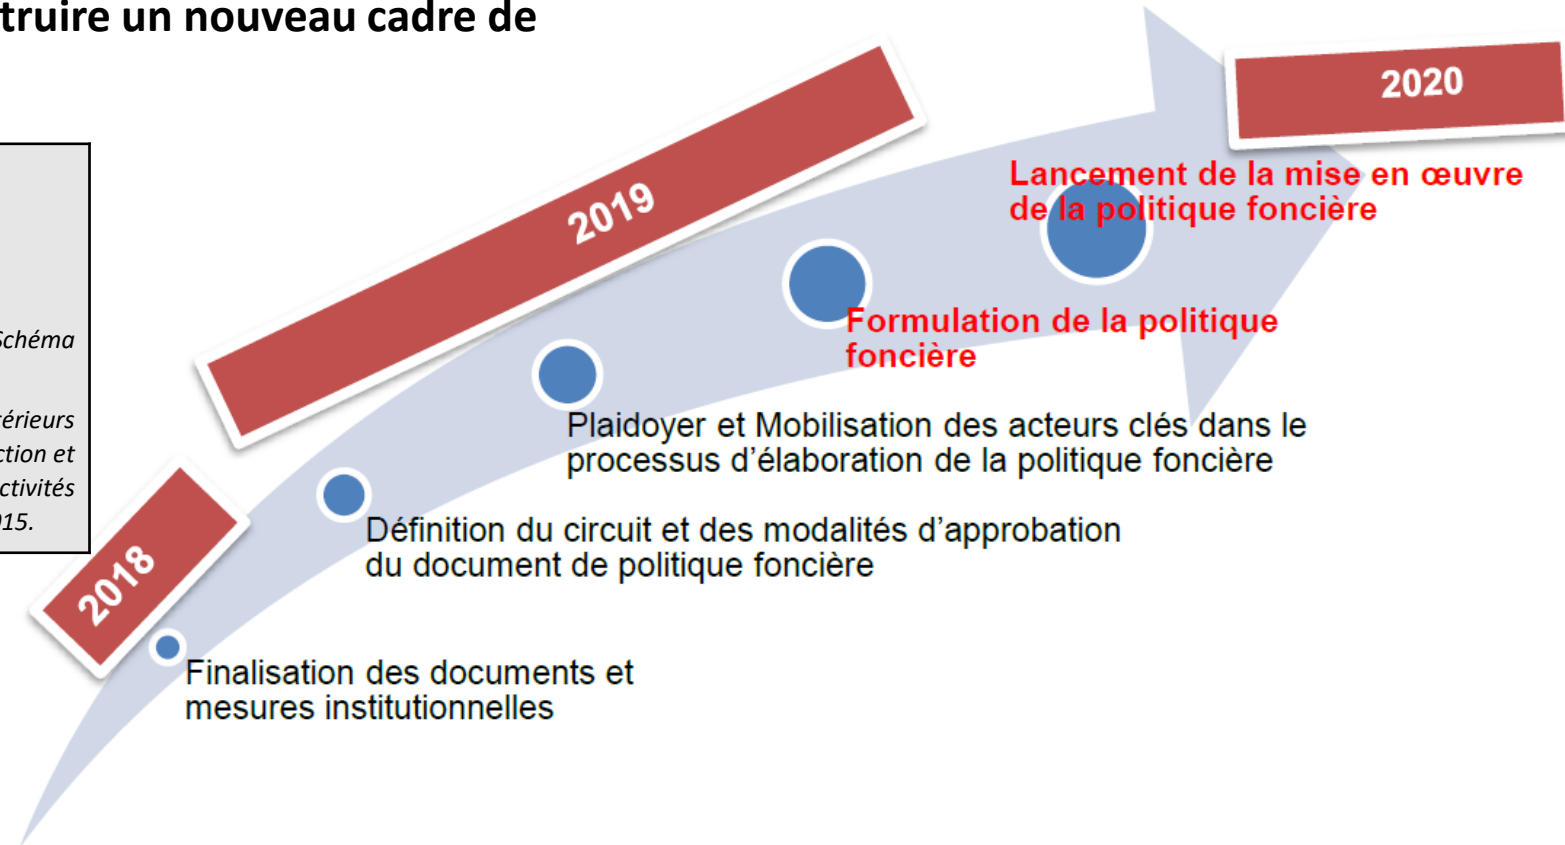 truire un nouveau cadre de
Schéma
térieurs
ction et
ctivités
015.
2018
2019
2020
Lancement de la mise en œuvre
de la politique foncière
Formulation de la politique
foncière
Plaidoyer et Mobilisation des acteurs clés dans le
processus d’élaboration de la politique foncière
Définition du circuit et des modalités d’approbation
du document de politique foncière
Finalisation des documents et
mesures institutionnelles